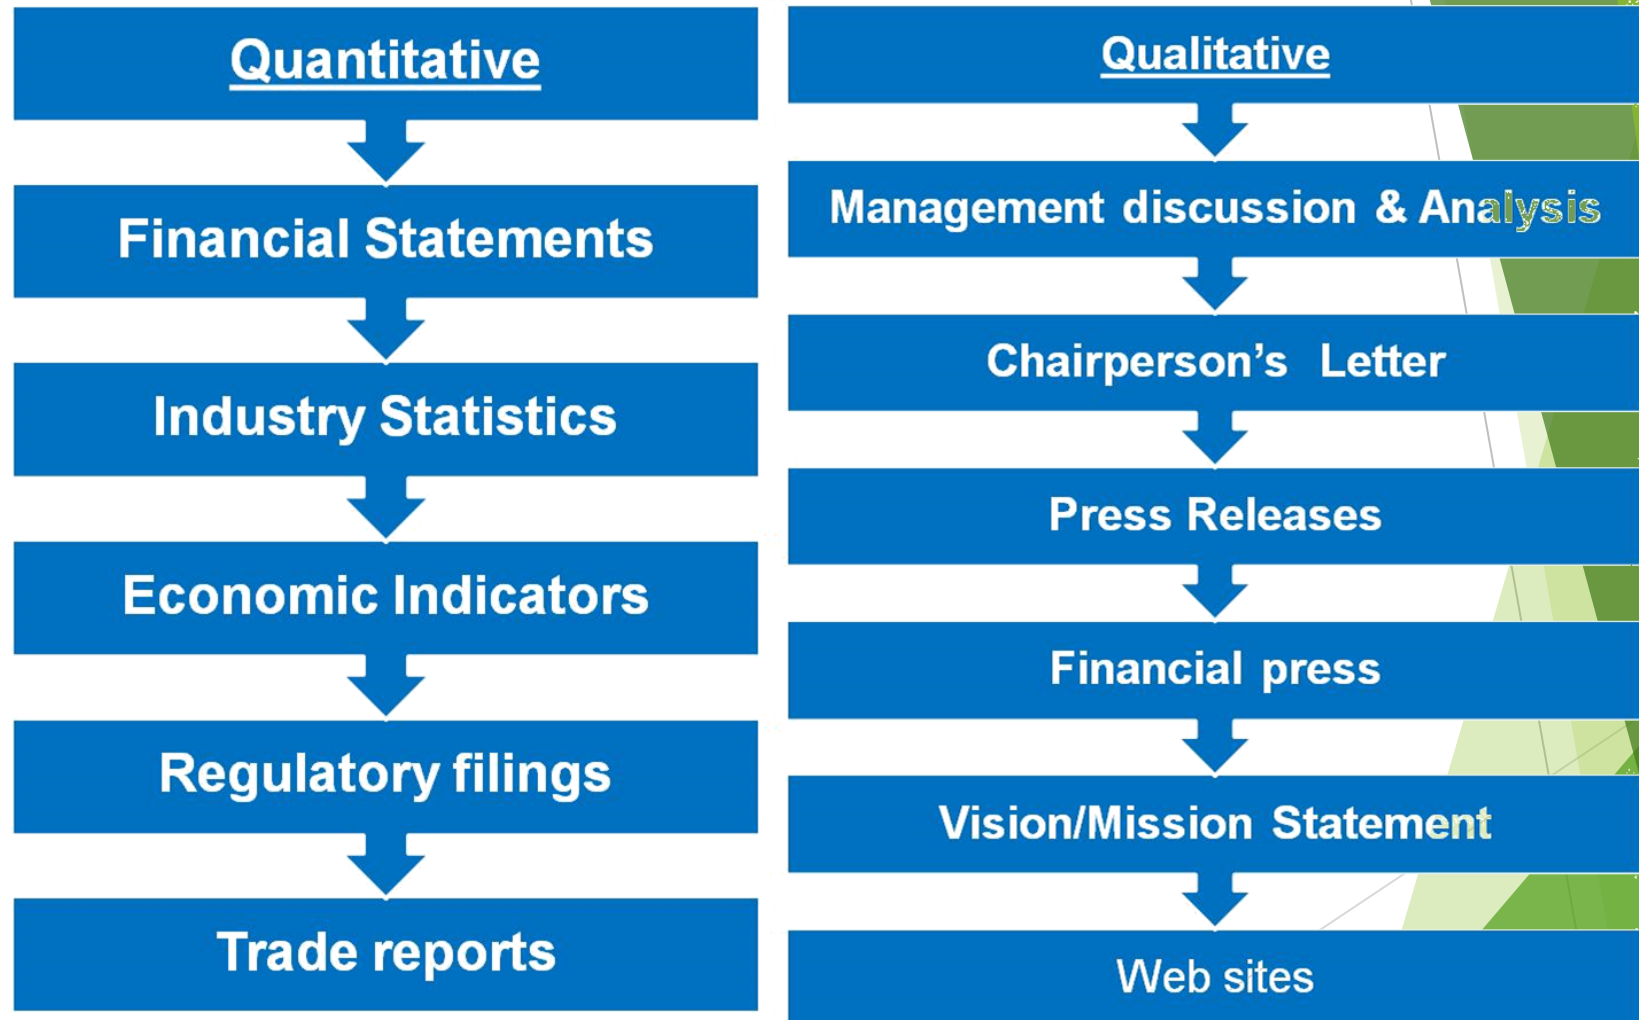 Quantitative
Financial Statements
Industry Statistics
Economic Indicators
Regulatory filings
Trade reports
Qualitative
Management discussion & Analysis
Chairperson’s Letter
Press Releases
Financial press
Vision/Mission Statement
Web sites